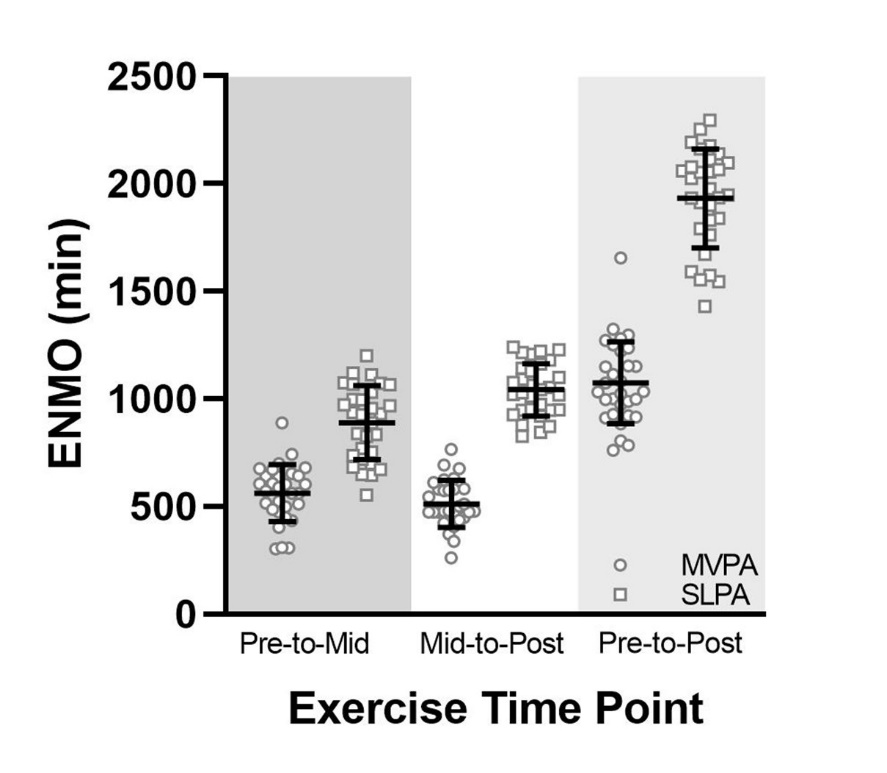 2500
2000
1500
1000
500
0
ENMO (min)
MVPA
SLPA
Pre-to-Mid Mid-to-Post Pre-to-Post
Exercise Time Point